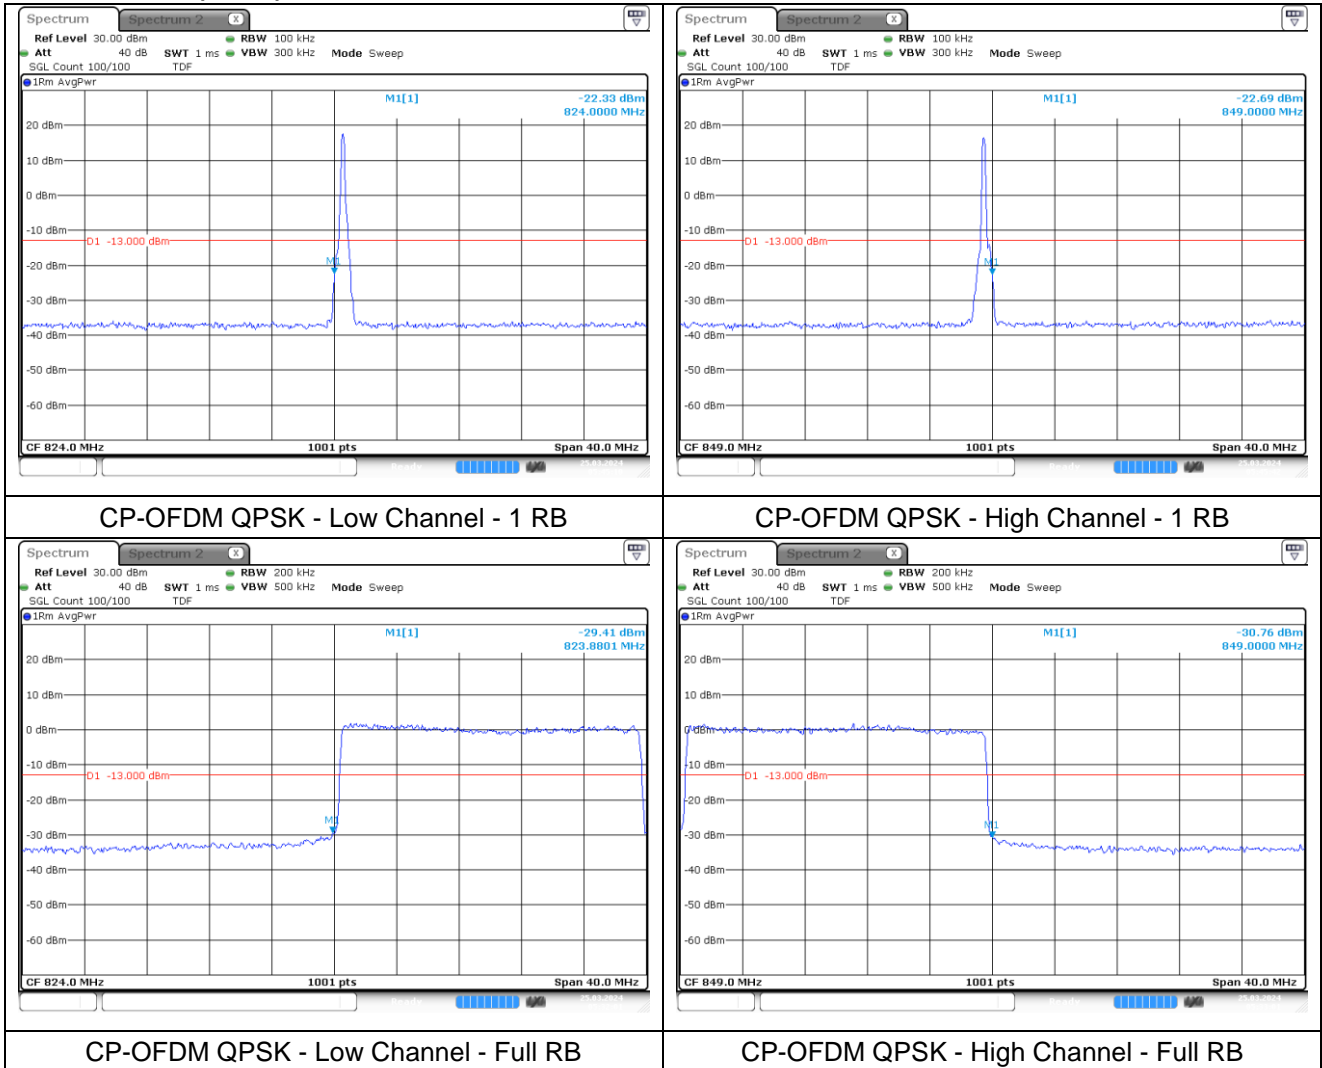 Spectrum Spectrum 2 X
Ref Level 30.00 dBm RBW 100 kHz
Att 40 dB SWT 1 ms VBW 300 kHz Mode Sweep
SGL Count 100/100 TDF
1Rm AvgPwr
M1[1] -22.33 dBm
824.0000 MHz
20 dBm
10 dBm
0 dBm
-10 dBm
D1 -13.000 dBm
M1
-20 dBm
-30 dBm
-40 dBm
-50 dBm
-60 dBm
CF 824.0 MHz 1001 pts Span 40.0 MHz
Ready 25.03.2024
CP-OFDM QPSK - Low Channel - 1 RB
Spectrum Spectrum 2 X
Ref Level 30.00 dBm RBW 100 kHz
Att 40 dB SWT 1 ms VBW 300 kHz Mode Sweep
SGL Count 100/100 TDF
1Rm AvgPwr
M1[1] -22.69 dBm
849.0000 MHz
20 dBm
10 dBm
0 dBm
-10 dBm
D1 -13.000 dBm
M1
-20 dBm
-30 dBm
-40 dBm
-50 dBm
-60 dBm
CF 849.0 MHz 1001 pts Span 40.0 MHz
Ready 25.03.2024
CP-OFDM QPSK - High Channel - 1 RB
Spectrum Spectrum 2 X
Ref Level 30.00 dBm RBW 200 kHz
Att 40 dB SWT 1 ms VBW 500 kHz Mode Sweep
SGL Count 100/100 TDF
1Rm AvgPwr
M1[1] -29.41 dBm
823.8801 MHz
20 dBm
10 dBm
0 dBm
-10 dBm
D1 -13.000 dBm
-20 dBm
M1
-30 dBm
-40 dBm
-50 dBm
-60 dBm
CF 824.0 MHz 1001 pts Span 40.0 MHz
Ready 25.03.2024
CP-OFDM QPSK - Low Channel - Full RB
Spectrum Spectrum 2 X
Ref Level 30.00 dBm RBW 200 kHz
Att 40 dB SWT 1 ms VBW 500 kHz Mode Sweep
SGL Count 100/100 TDF
1Rm AvgPwr
M1[1] -30.76 dBm
849.0000 MHz
20 dBm
10 dBm
0 dBm
-10 dBm
D1 -13.000 dBm
-20 dBm
M1
-30 dBm
-40 dBm
-50 dBm
-60 dBm
CF 849.0 MHz 1001 pts Span 40.0 MHz
Ready 25.03.2024
CP-OFDM QPSK - High Channel - Full RB